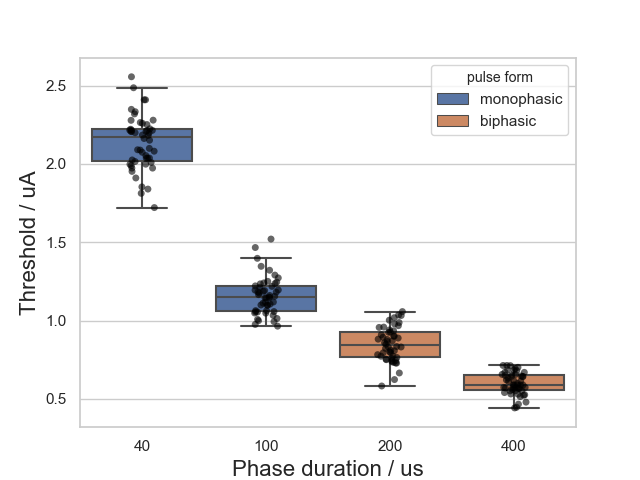 pulse form
monophasic
biphasic
Threshold / uA
2.5
2.0
1.5
1.0
0.5
40 100 200 400
Phase duration / us